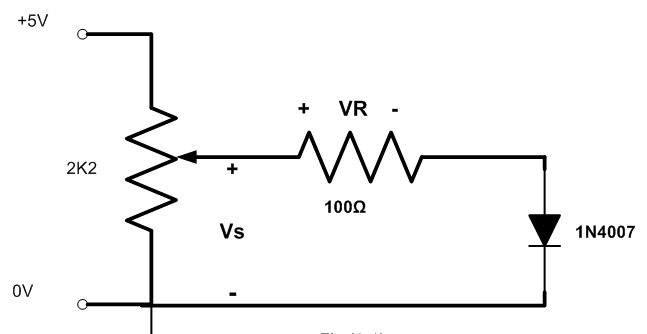 +5V
+ VR -
2K2
+
100Ω
Vs
1N4007
0V
-